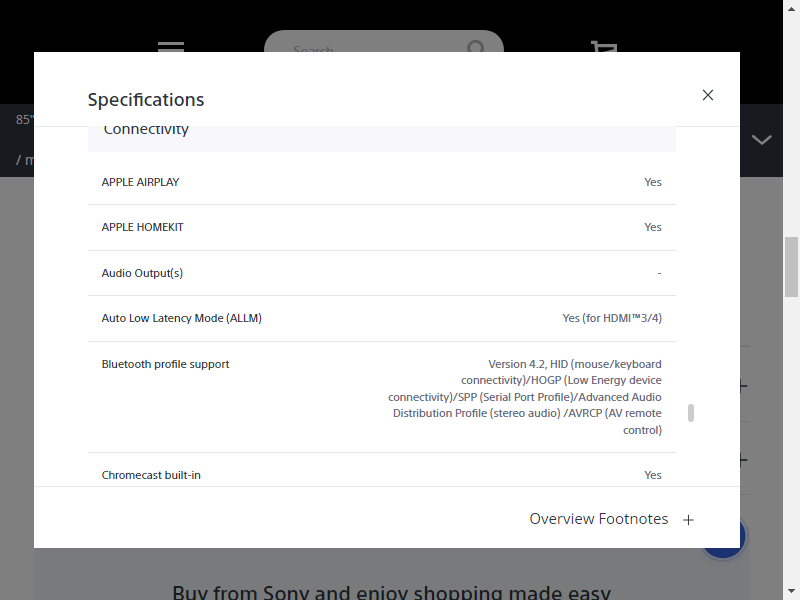 Search
Specifications
85"
/ m
Connectivity
APPLE AIRPLAY Yes
APPLE HOMEKIT Yes
Audio Output(s) -
Auto Low Latency Mode (ALLM) Yes (for HDMI™3/4)
Bluetooth profile support Version 4.2, HID (mouse/keyboard
connectivity)/HOGP (Low Energy device
connectivity)/SPP (Serial Port Profile)/Advanced Audio
Distribution Profile (stereo audio) /AVRCP (AV remote
control)
Chromecast built-in Yes
Overview Footnotes +
Buy from Sony and enjoy shopping made easy